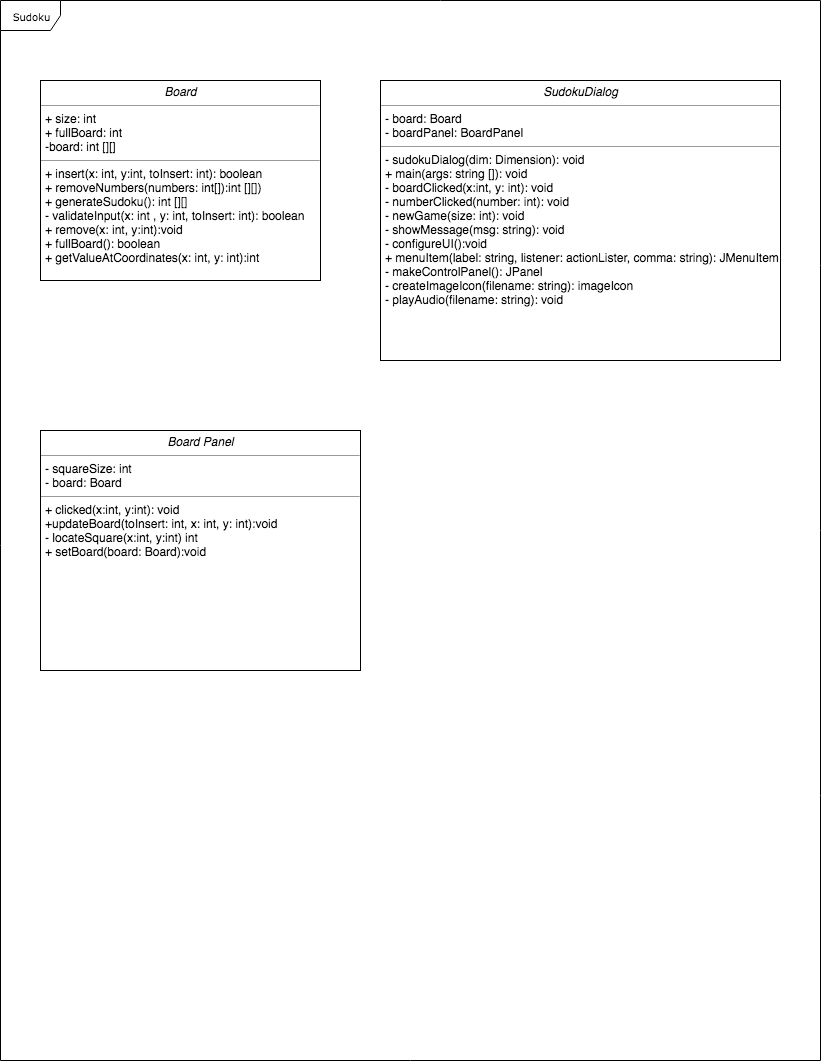 Sudoku
Board
+ size: int
+ fullBoard: int
-board: int [][]
+ insert(x: int, y:int, toInsert: int): boolean
+ removeNumbers(numbers: int[]):int [][])
+ generateSudoku(): int [][]
- validateInput(x: int , y: int, toInsert: int): boolean
+ remove(x: int, y:int):void
+ fullBoard(): boolean
+ getValueAtCoordinates(x: int, y: int):int
SudokuDialog
- board: Board
- boardPanel: BoardPanel
- sudokuDialog(dim: Dimension): void
+ main(args: string []): void
- boardClicked(x:int, y: int): void
- numberClicked(number: int): void
- newGame(size: int): void
- showMessage(msg: string): void
- configureUI():void
+ menuItem(label: string, listener: actionLister, comma: string): JMenuItem
- makeControlPanel(): JPanel
- createImageIcon(filename: string): imageIcon
- playAudio(filename: string): void
Board Panel
- squareSize: int
- board: Board
+ clicked(x:int, y:int): void
+updateBoard(toInsert: int, x: int, y: int):void
- locateSquare(x:int, y:int) int
+ setBoard(board: Board):void